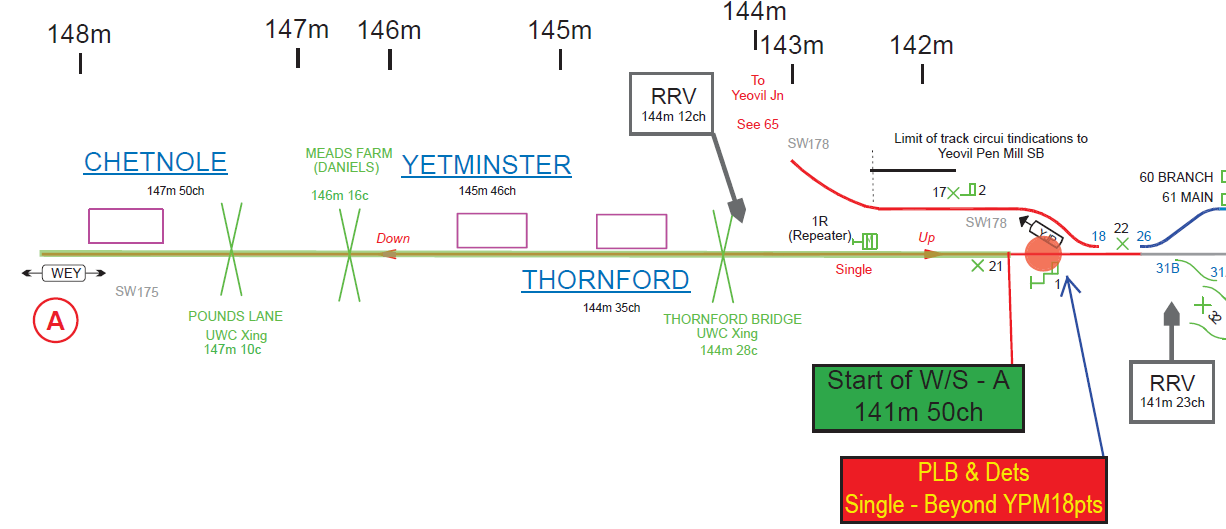 148m
147m
146m
145m
144m
143m
142m
RRV
144m 12ch
To
Yeovil Jn
See 65
SW178
Limit of track circui tindications to
Yeovil Pen Mill SB
60 BRANCH
61 MAIN
CHETNOLE
147m 50ch
MEADS FARM
(DANIELS)
146m 16c
YETMINSTER
145m 46ch
17
2
1R
(Repeater)
SW178
18
22
26
Down
Up
Single
21
WEY
SW175
A
THORNFORD
144m 35ch
1
31B
POUNDS LANE
UWC Xing
147m 10c
THORNFORD BRIDGE
UWC Xing
144m 28c
Start of W/S - A
141m 50ch
RRV
141m 23ch
PLB & Dets
Single - Beyond YPM18pts